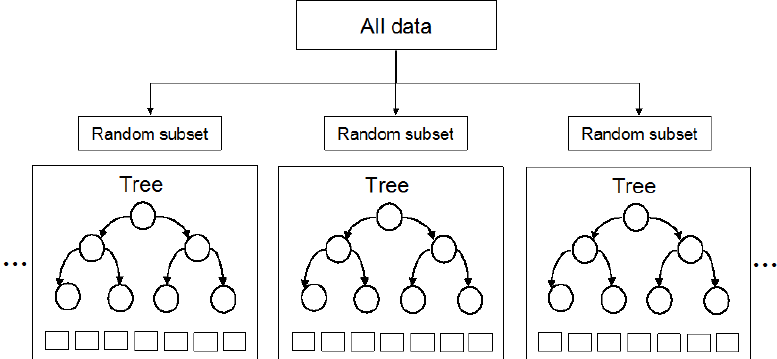 All data
Random subset
Random subset
Random subset
Tree
Tree
Tree
...
...